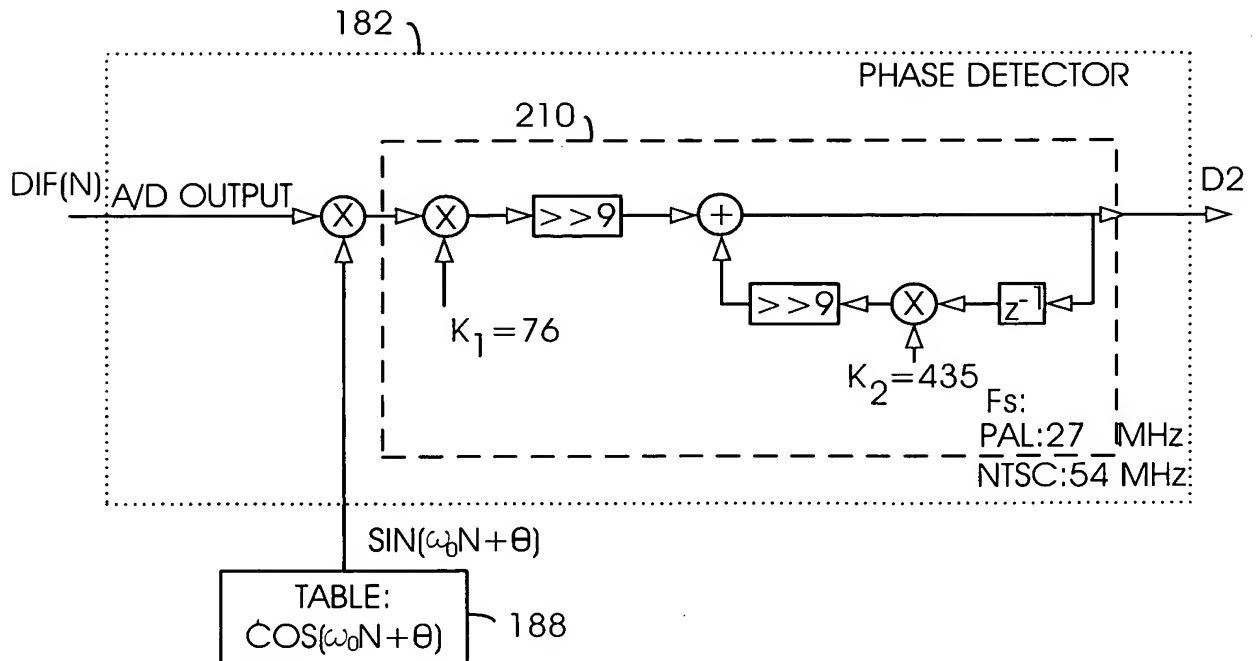 182
PHASE DETECTOR
210
DIF(N)
A/D OUTPUT
D2
X
X
>>9
+
>>9
X
z⁻¹
K₁=76
K₂=435
Fs:
PAL:27 MHz
NTSC:54 MHz
SIN(ω₀N+θ)
TABLE:
COS(ω₀N+θ)
188